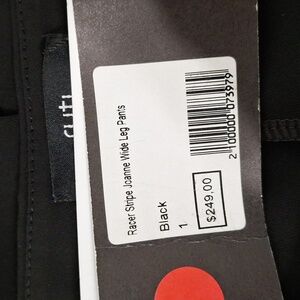 Racer Stripe Joanne Wide Leg Pants
Black
1
$249.00
2100000073979